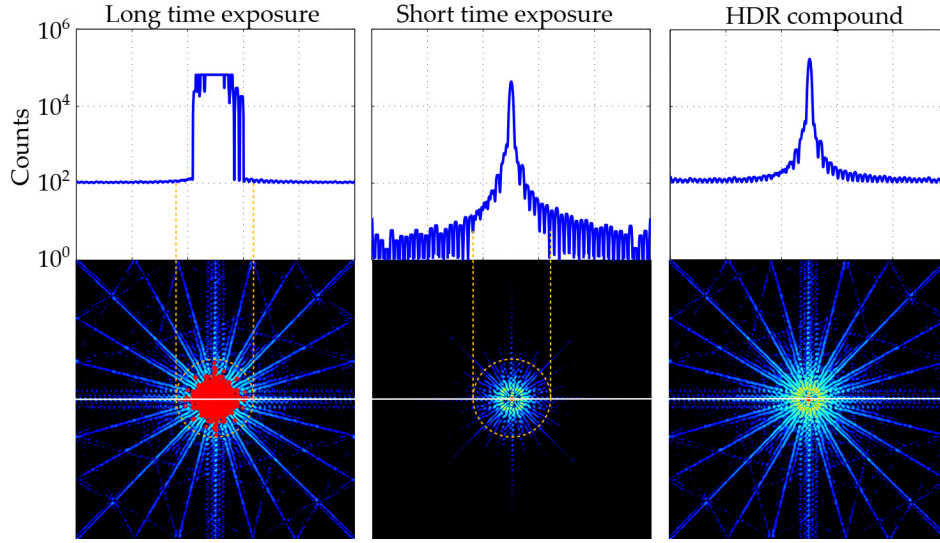 Long time exposure
Short time exposure
HDR compound
Counts
10^6
10^4
10^2
10^0